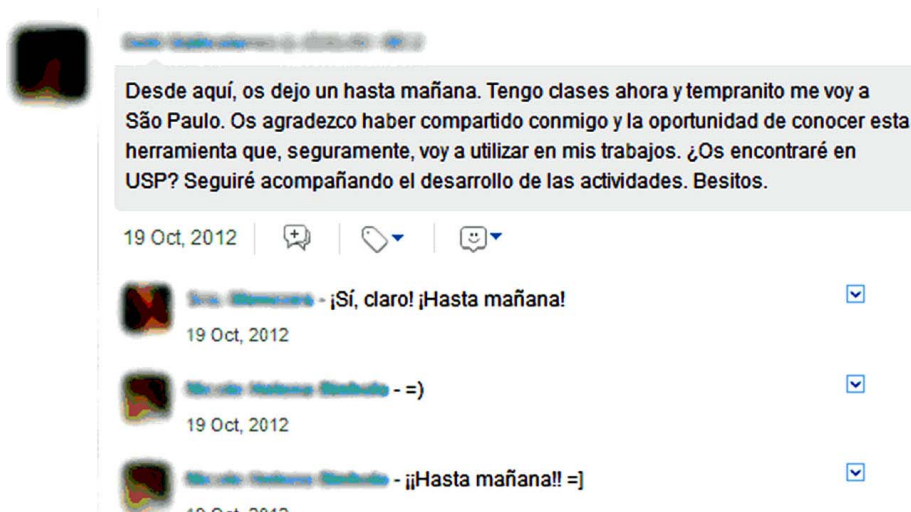 Desde aquí, os dejo un hasta mañana. Tengo clases ahora y tempranito me voy a
São Paulo. Os agradezco haber compartido conmigo y la oportunidad de conocer esta
herramienta que, seguramente, voy a utilizar en mis trabajos. ¿Os encontraré en
USP? Seguiré acompañando el desarrollo de las actividades. Besitos.
19 Oct, 2012
- ¡Sí, claro! ¡Hasta mañana!
19 Oct, 2012
- =)
19 Oct, 2012
- ¡¡Hasta mañana!! =]
19 Oct, 2012